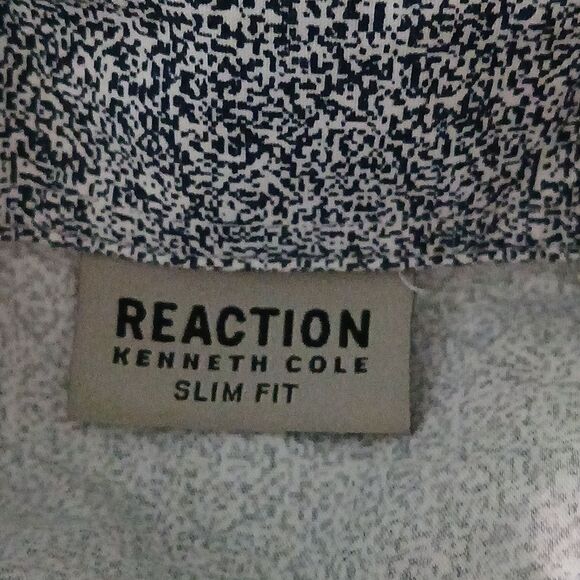 REACTION
KENNETH COLE
SLIM FIT